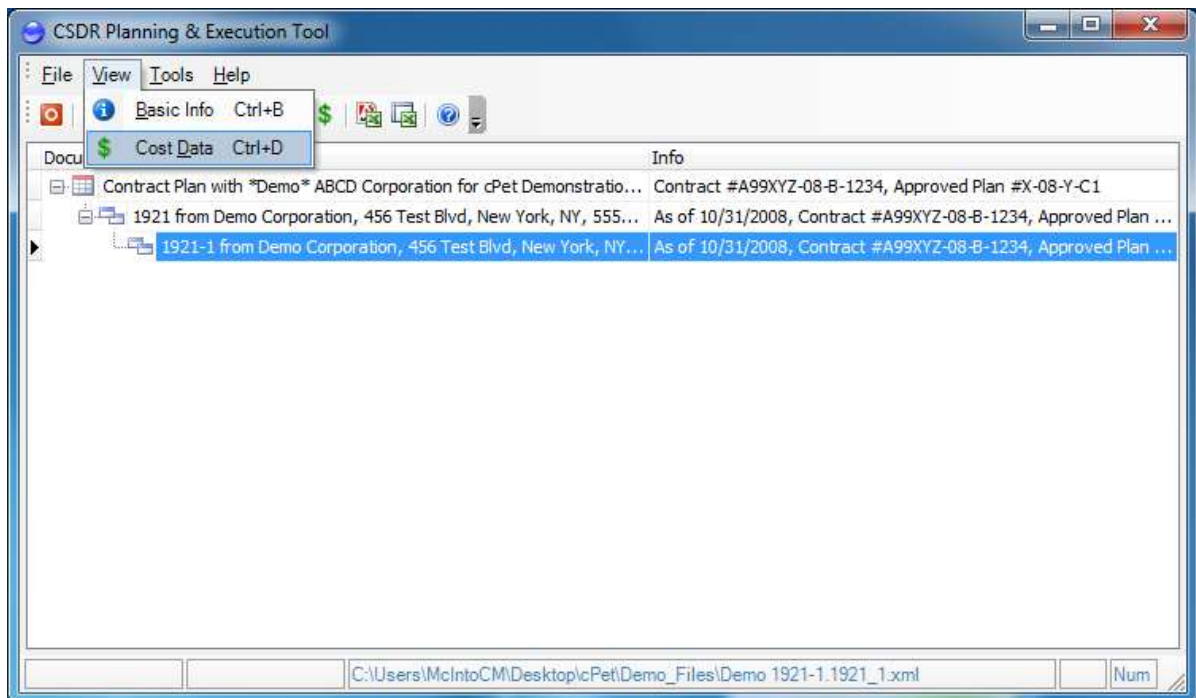 CSDR Planning & Execution Tool
File View Tools Help
Basic Info Ctrl+B
$
Cost Data Ctrl+D
$
Docu
Info
Contract Plan with *Demo* ABCD Corporation for cPet Demonstratio... Contract #A99XYZ-08-B-1234, Approved Plan #X-08-Y-C1
1921 from Demo Corporation, 456 Test Blvd, New York, NY, 555... As of 10/31/2008, Contract #A99XYZ-08-B-1234, Approved Plan ...
1921-1 from Demo Corporation, 456 Test Blvd, New York, NY... As of 10/31/2008, Contract #A99XYZ-08-B-1234, Approved Plan ...
C:\Users\McIntoCM\Desktop\cPet\Demo_Files\Demo 1921-1.1921_1.xml
Num